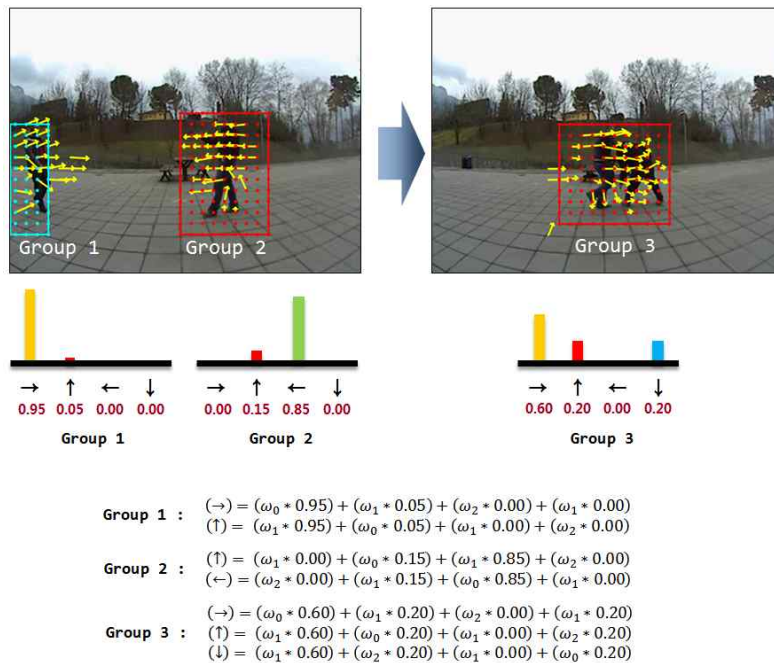 Group 1
Group 2
Group 3
→ ↑ ← ↓
0.95 0.05 0.00 0.00
Group 1
→ ↑ ← ↓
0.00 0.15 0.85 0.00
Group 2
→ ↑ ← ↓
0.60 0.20 0.00 0.20
Group 3
Group 1 :
(→) = (ω₀ * 0.95) + (ω₁ * 0.05) + (ω₂ * 0.00) + (ω₁ * 0.00)
(↑) = (ω₁ * 0.95) + (ω₀ * 0.05) + (ω₁ * 0.00) + (ω₂ * 0.00)
Group 2 :
(↑) = (ω₁ * 0.00) + (ω₀ * 0.15) + (ω₁ * 0.85) + (ω₂ * 0.00)
(←) = (ω₂ * 0.00) + (ω₁ * 0.15) + (ω₀ * 0.85) + (ω₁ * 0.00)
Group 3 :
(→) = (ω₀ * 0.60) + (ω₁ * 0.20) + (ω₂ * 0.00) + (ω₁ * 0.20)
(↑) = (ω₁ * 0.60) + (ω₀ * 0.20) + (ω₁ * 0.00) + (ω₂ * 0.20)
(↓) = (ω₁ * 0.60) + (ω₂ * 0.20) + (ω₁ * 0.00) + (ω₀ * 0.20)